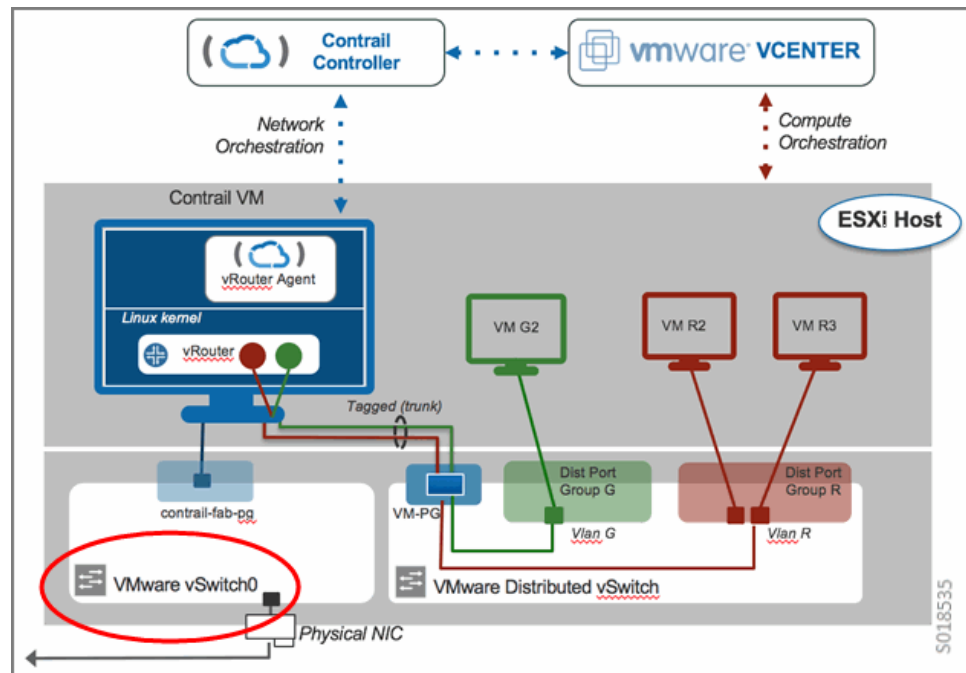 Contrail
Controller
vmware VCENTER
Network
Orchestration
Compute
Orchestration
Contrail VM
ESXi Host
vRouter Agent
Linux kernel
vRouter
VM G2
VM R2
VM R3
Tagged (trunk)
contrail-fab-pg
VM-PG
Dist Port
Group G
Dist Port
Group R
Vlan G
Vlan R
VMware vSwitch0
VMware Distributed vSwitch
Physical NIC
S018535